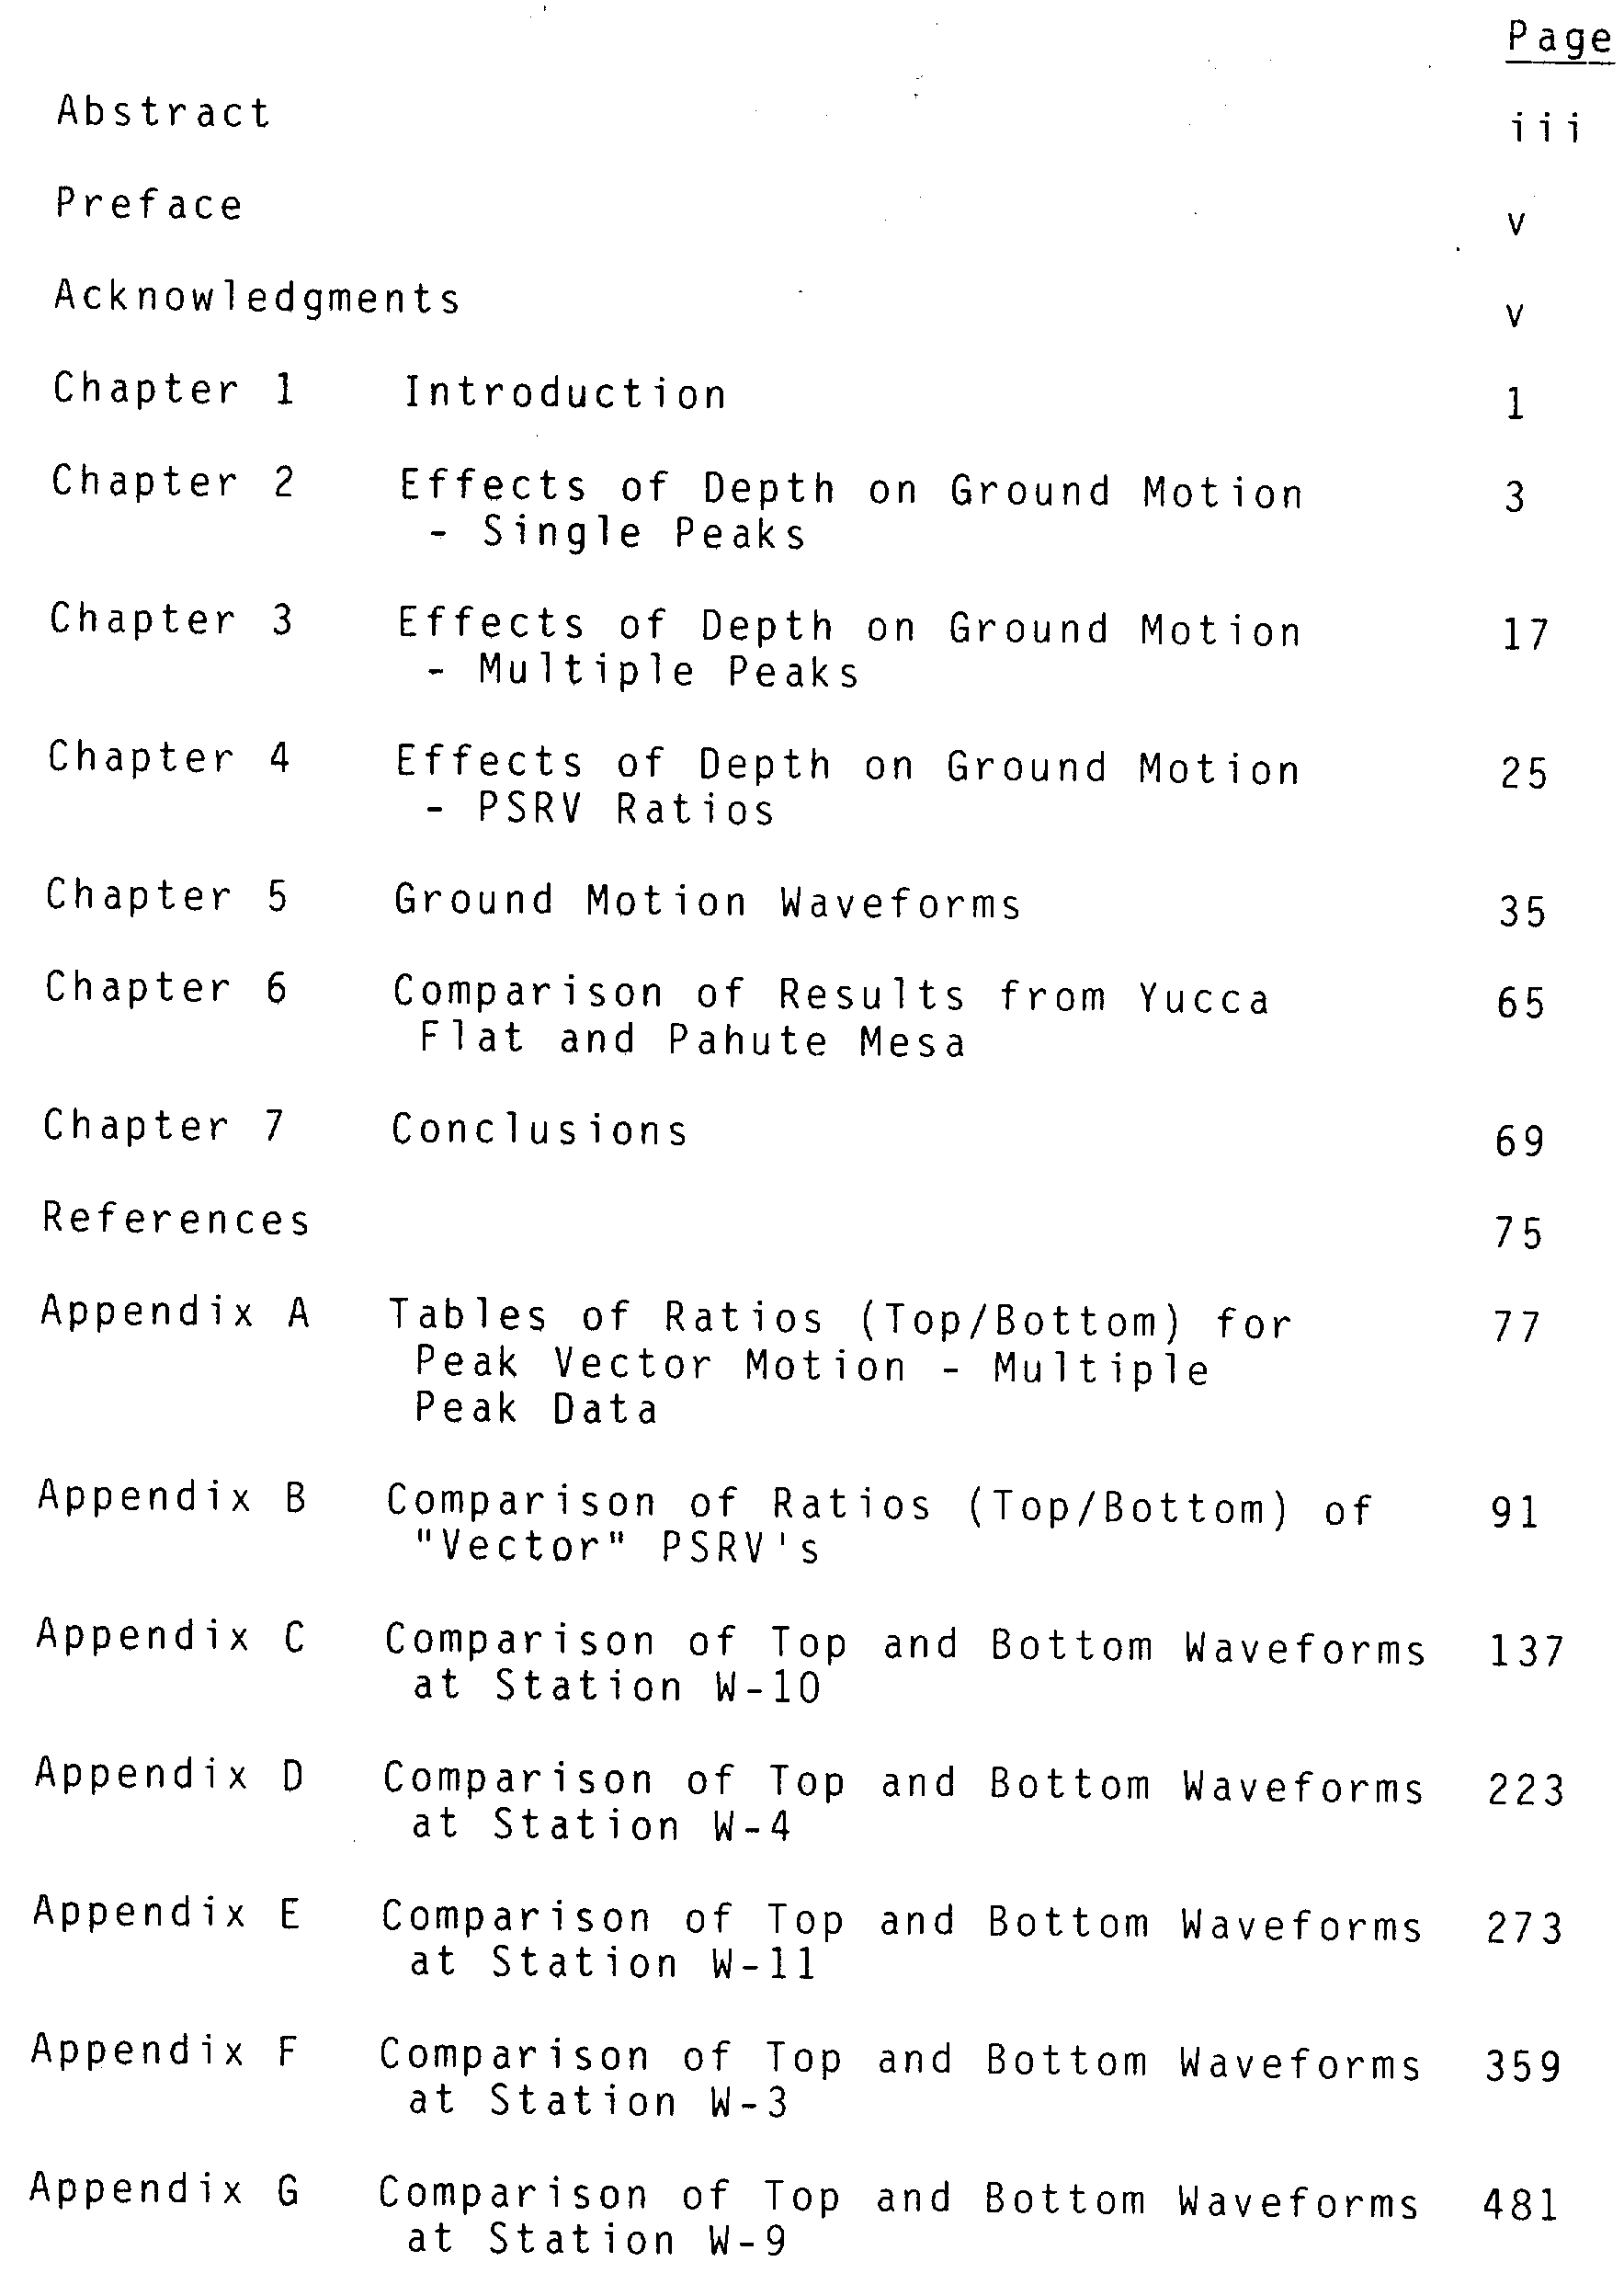 Page
Abstract iii
Preface v
Acknowledgments v
Chapter 1 Introduction 1
Chapter 2 Effects of Depth on Ground Motion 3
- Single Peaks
Chapter 3 Effects of Depth on Ground Motion 17
- Multiple Peaks
Chapter 4 Effects of Depth on Ground Motion 25
- PSRV Ratios
Chapter 5 Ground Motion Waveforms 35
Chapter 6 Comparison of Results from Yucca 65
Flat and Pahute Mesa
Chapter 7 Conclusions 69
References 75
Appendix A Tables of Ratios (Top/Bottom) for 77
Peak Vector Motion - Multiple
Peak Data
Appendix B Comparison of Ratios (Top/Bottom) of 91
"Vector" PSRV's
Appendix C Comparison of Top and Bottom Waveforms 137
at Station W-10
Appendix D Comparison of Top and Bottom Waveforms 223
at Station W-4
Appendix E Comparison of Top and Bottom Waveforms 273
at Station W-11
Appendix F Comparison of Top and Bottom Waveforms 359
at Station W-3
Appendix G Comparison of Top and Bottom Waveforms 481
at Station W-9